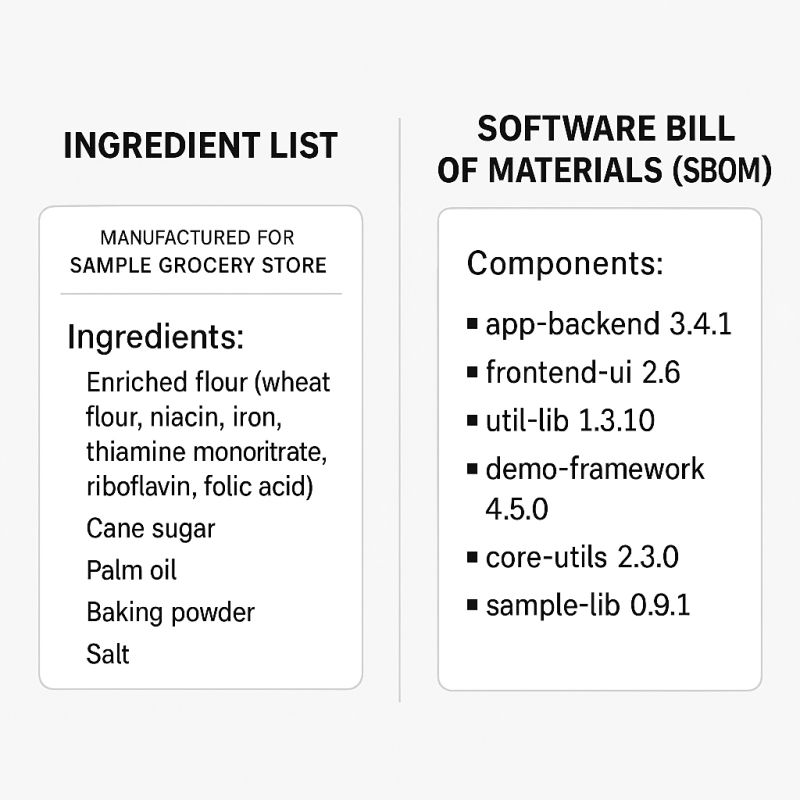 INGREDIENT LIST
MANUFACTURED FOR
SAMPLE GROCERY STORE
Ingredients:
Enriched flour (wheat
flour, niacin, iron,
thiamine monoritrate,
riboflavin, folic acid)
Cane sugar
Palm oil
Baking powder
Salt
SOFTWARE BILL
OF MATERIALS (SBOM)
Components:
▪ app-backend 3.4.1
▪ frontend-ui 2.6
▪ util-lib 1.3.10
▪ demo-framework
4.5.0
▪ core-utils 2.3.0
▪ sample-lib 0.9.1